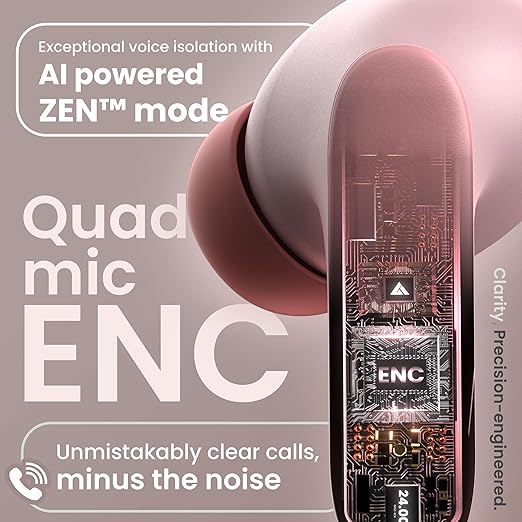 Exceptional voice isolation with
AI powered
ZEN™ mode
Quad
mic
ENC
ENC
Clarity. Precision-engineered.
Unmistakably clear calls,
minus the noise